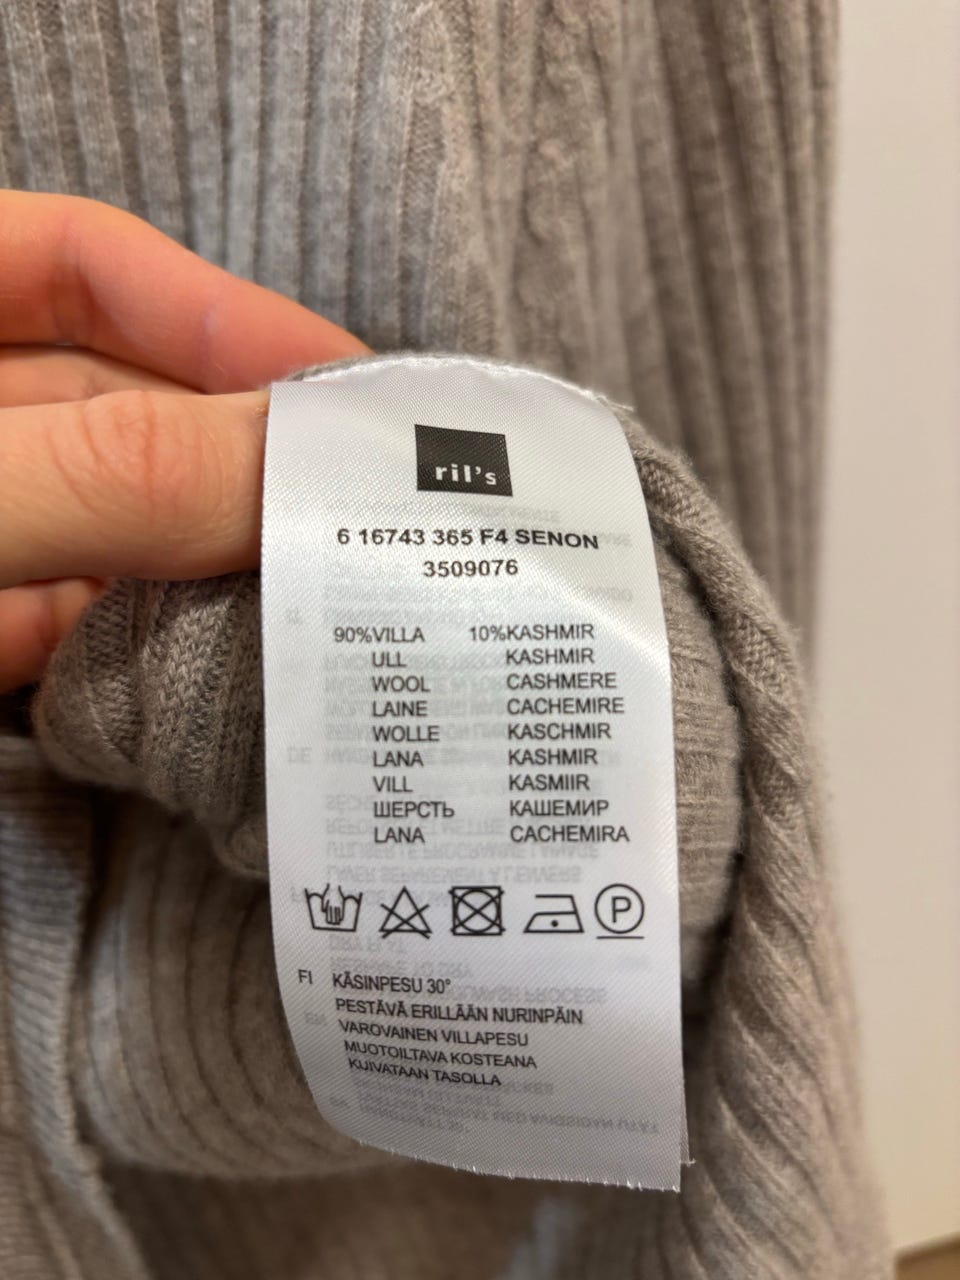 ril's
6 16743 365 F4 SENON
3509076
90%VILLA 10%KASHMIR
ULL KASHMIR
WOOL CASHMERE
LAINE CACHEMIRE
WOLLE KASCHMIR
LANA KASHMIR
VILL KASMIIR
ШЕРСТЬ КАШЕМИР
LANA CACHEMIRA
P
FI KÄSINPESU 30°
PESTÄVÄ ERILLÄÄN NURINPÄIN
VAROVAINEN VILLAPESU
MUOTOILTAVA KOSTEANA
KUIVATAAN TASOLLA